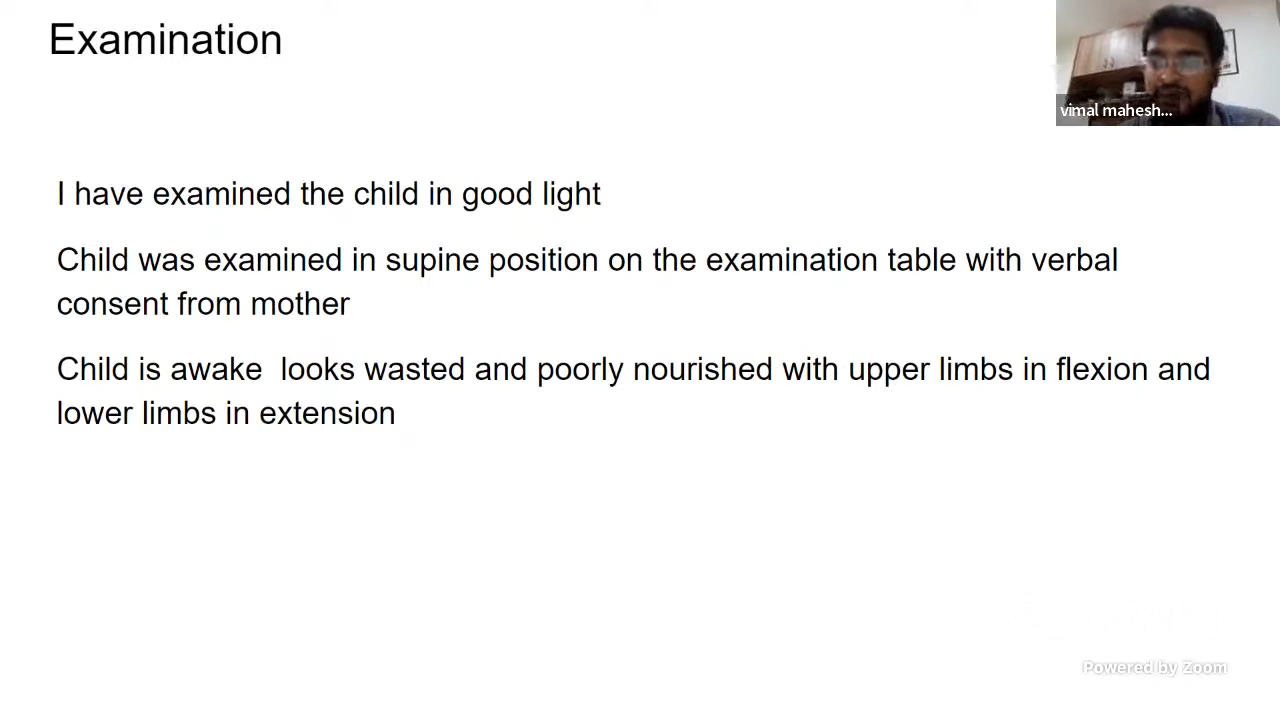 Examination
vimal mahesh...
I have examined the child in good light
Child was examined in supine position on the examination table with verbal
consent from mother
Child is awake  looks wasted and poorly nourished with upper limbs in flexion and
lower limbs in extension
Powered by Zoom